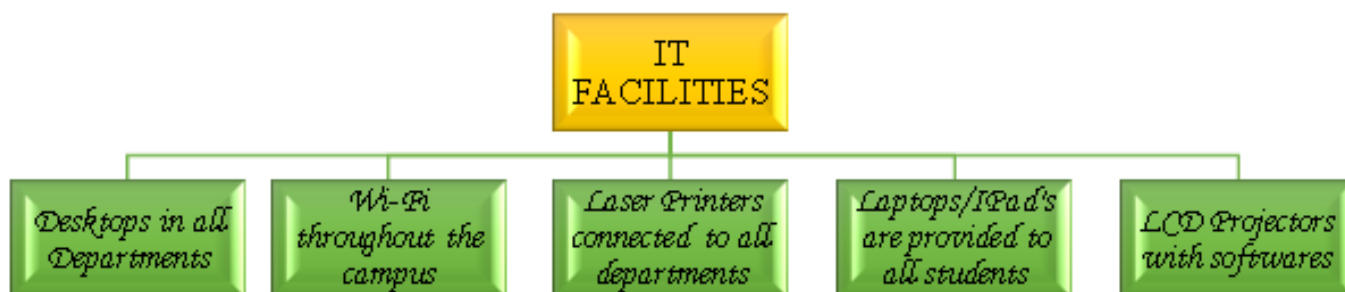 IT
FACILITIES
Desktops in all
Departments
Wi-Fi
throughout the
campus
Laser Printers
connected to all
departments
Laptops/IPad's
are provided to
all students
LCD Projectors
with softwares